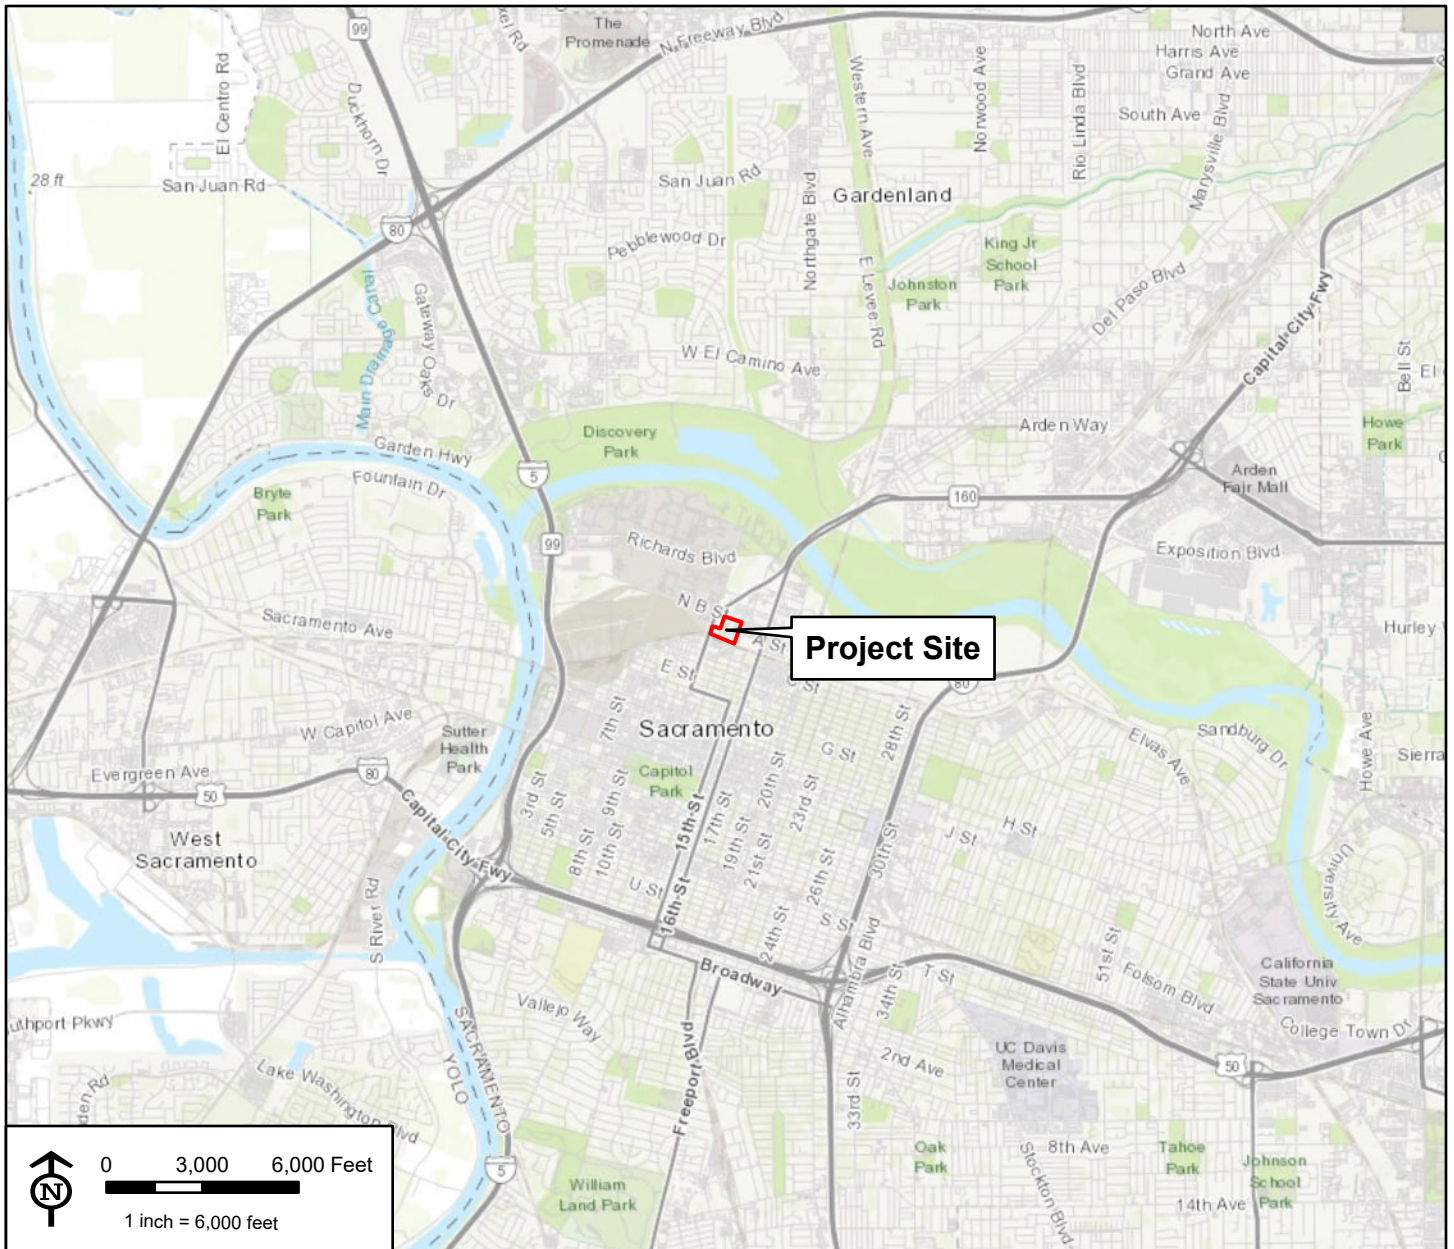 99
The
Promenade
N Freeway Blvd
North Ave
Harris Ave
Grand Ave
El Centro Rd
Duckhorn Dr
Western Ave
Norwood Ave
Rio Linda Blvd
South Ave
Marysville Blvd
28 ft
San Juan Rd
San Juan Rd
Northgate Blvd
Gardenland
80
Pebblewood Dr
King Jr
School
Park
Johnston
Park
E Levee Rd
Del Paso Blvd
Capital City Fwy
Main Drainage Canal
Gateway Oaks Dr
W El Camino Ave
Bell St
El
Arden Way
Howe
Park
Discovery
Park
Garden Hwy
Fountain Dr
5
Bryte
Park
160
Arden
Fair Mall
99
Richards Blvd
Exposition Blvd
N B St
Sacramento Ave
A St
Project Site
Hurley
E St
C St
80
7th St
Sacramento
28th St
W Capitol Ave
Sutter
Health
Park
G St
Elvas Ave
Sandburg Dr
Howe Ave
Sierra
Evergreen Ave
80
50
Capitol
Park
3rd St
5th St
9th St
20th St
23rd St
Capital City Fwy
15th St
17th St
19th St
21st St
8th St
10th St
J St
H St
West
Sacramento
U St
26th St
30th St
University Ave
S River Rd
16th St
24th St
S St
Alhambra Blvd
Broadway
T St
34th St
51st St
Folsom Blvd
California
State Univ
Sacramento
College Town Dr
Vallejo Way
SACRAMENTO
YOLO
uthport Pkwy
Freeport Blvd
2nd Ave
UC Davis
Medical
Center
50
Lake Washington Blvd
den Rd
33rd St
Oak
Park
Stockton Blvd
8th Ave
Tahoe
Park
Johnson
School
Park
14th Ave
5
William
Land Park
N
0 3,000 6,000 Feet
1 inch = 6,000 feet